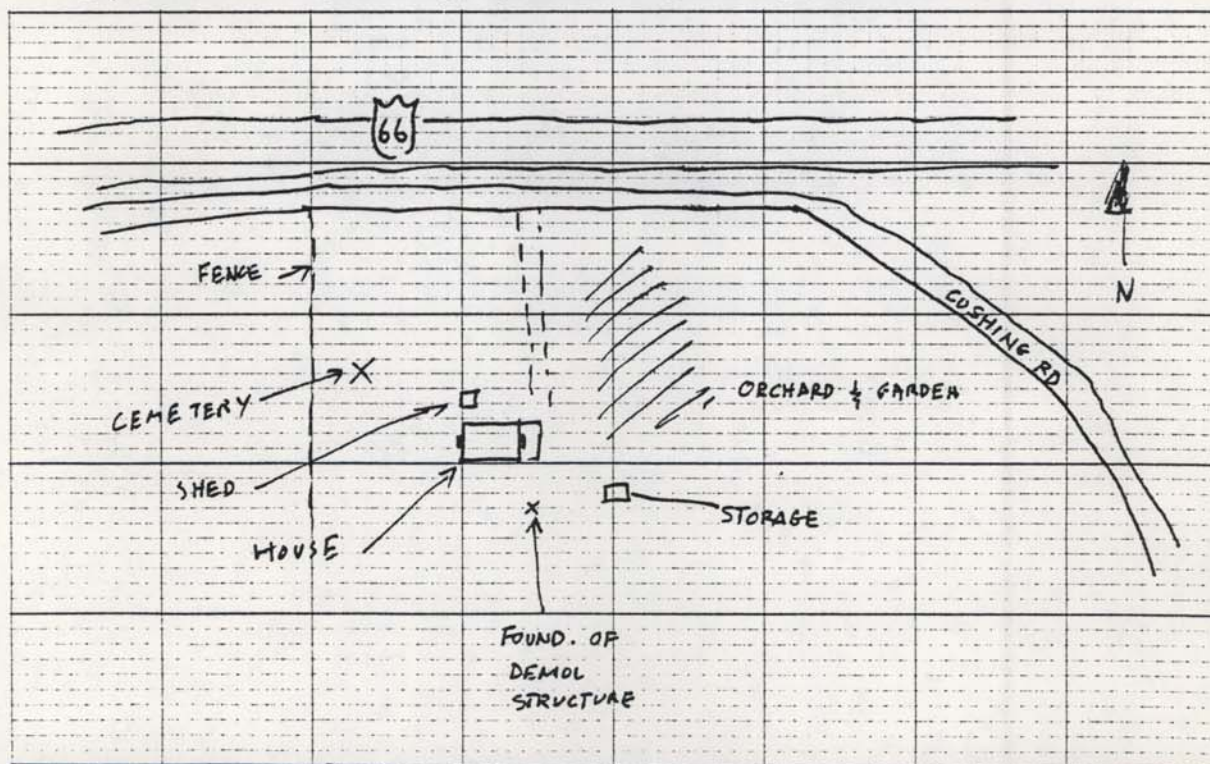 66
FENCE
N
CUSHING RD
CEMETERY
ORCHARD & GARDEN
SHED
STORAGE
HOUSE
FOUND. OF
DEMOL
STRUCTURE